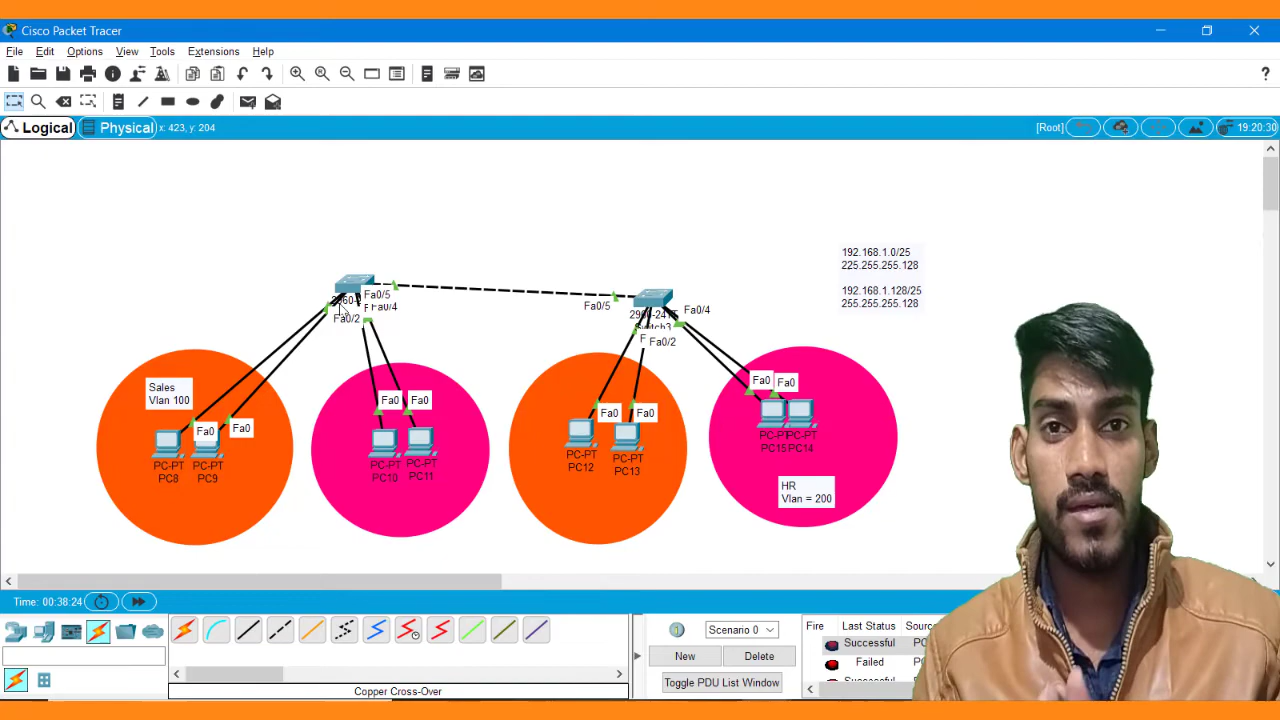 Cisco Packet Tracer
File Edit Options View Tools Extensions Help
Logical Physical x: 423, y: 204 [Root] 19:20:30
192.168.1.0/25
225.255.255.128
192.168.1.128/25
255.255.255.128
Fa0/5
Fa0/4
Fa0/2
Fa0/5
Fa0/4
Switch3
Fa0/2
Sales
Vlan 100
Fa0 Fa0
Fa0 Fa0
Fa0 Fa0
Fa0 Fa0
PC-PT
PC8
PC-PT
PC9
PC-PT
PC10
PC-PT
PC11
PC-PT
PC12
PC-PT
PC13
PC15
PC-PT
PC14
HR
Vlan = 200
Time: 00:38:24
Scenario 0
New Delete
Toggle PDU List Window
Fire Last Status
Successful
Failed
Copper Cross-Over